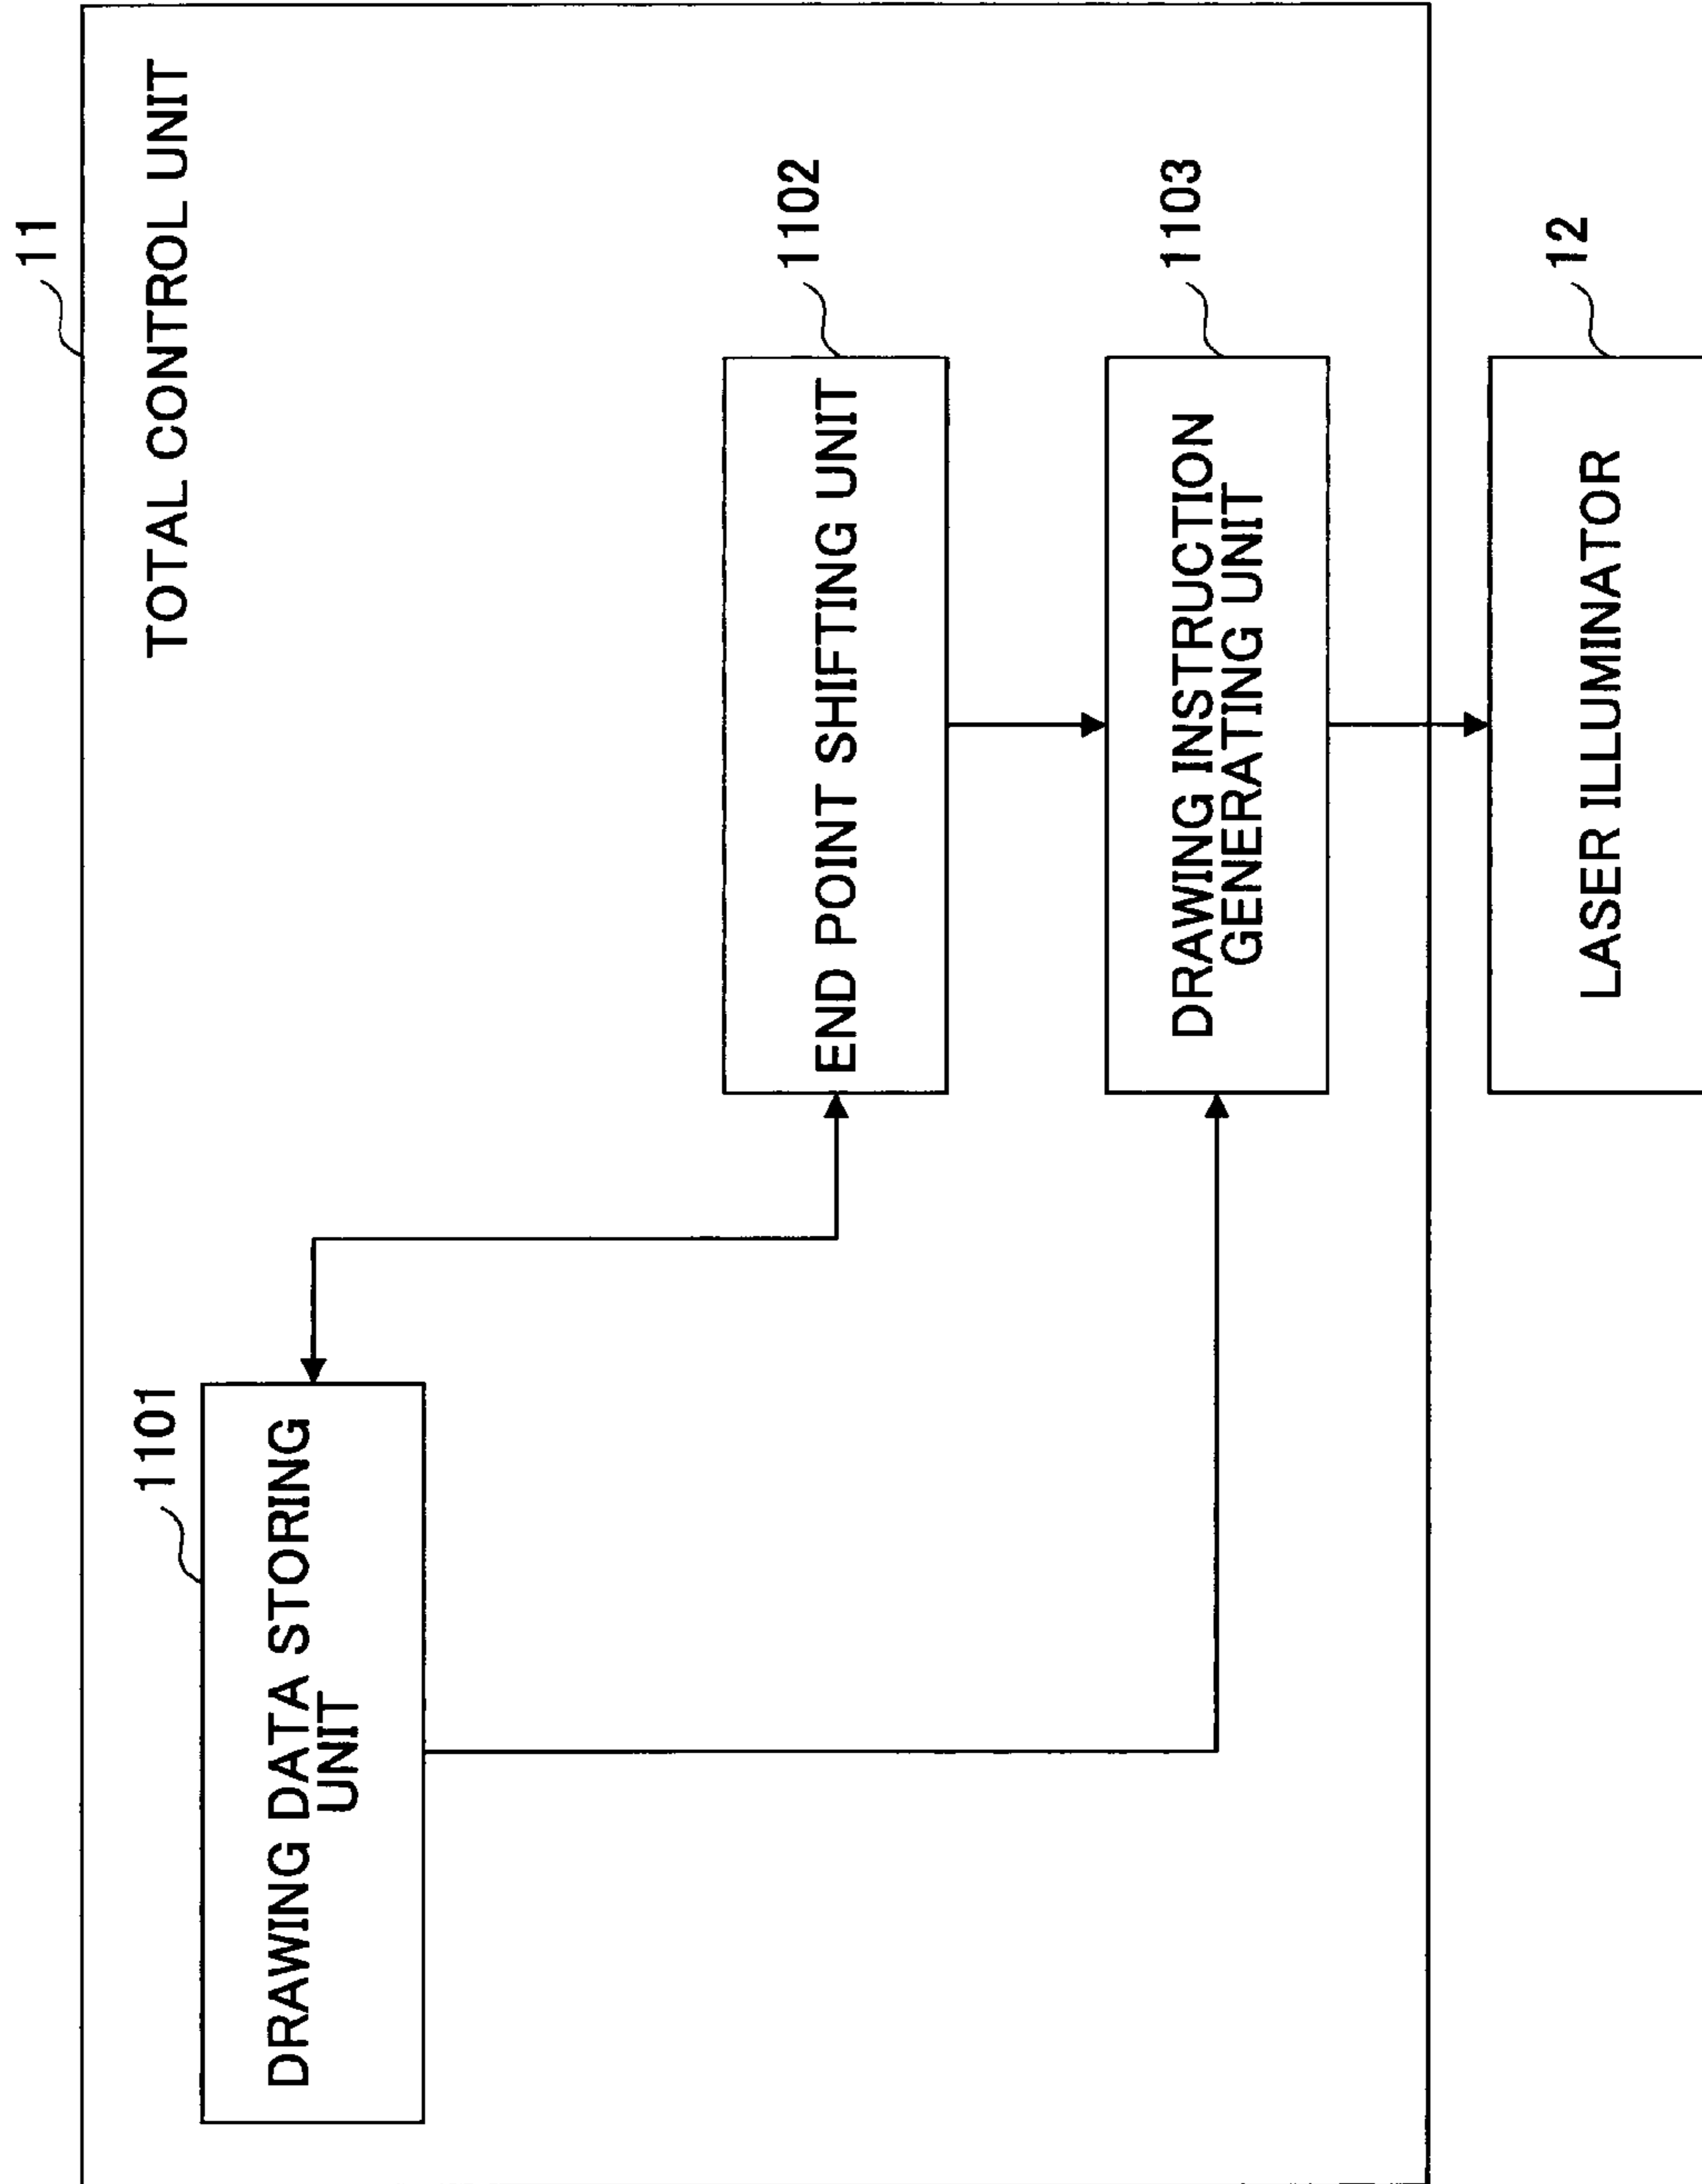 11
TOTAL CONTROL UNIT
1101
DRAWING DATA STORING
UNIT
1102
END POINT SHIFTING UNIT
1103
DRAWING INSTRUCTION
GENERATING UNIT
12
LASER ILLUMINATOR